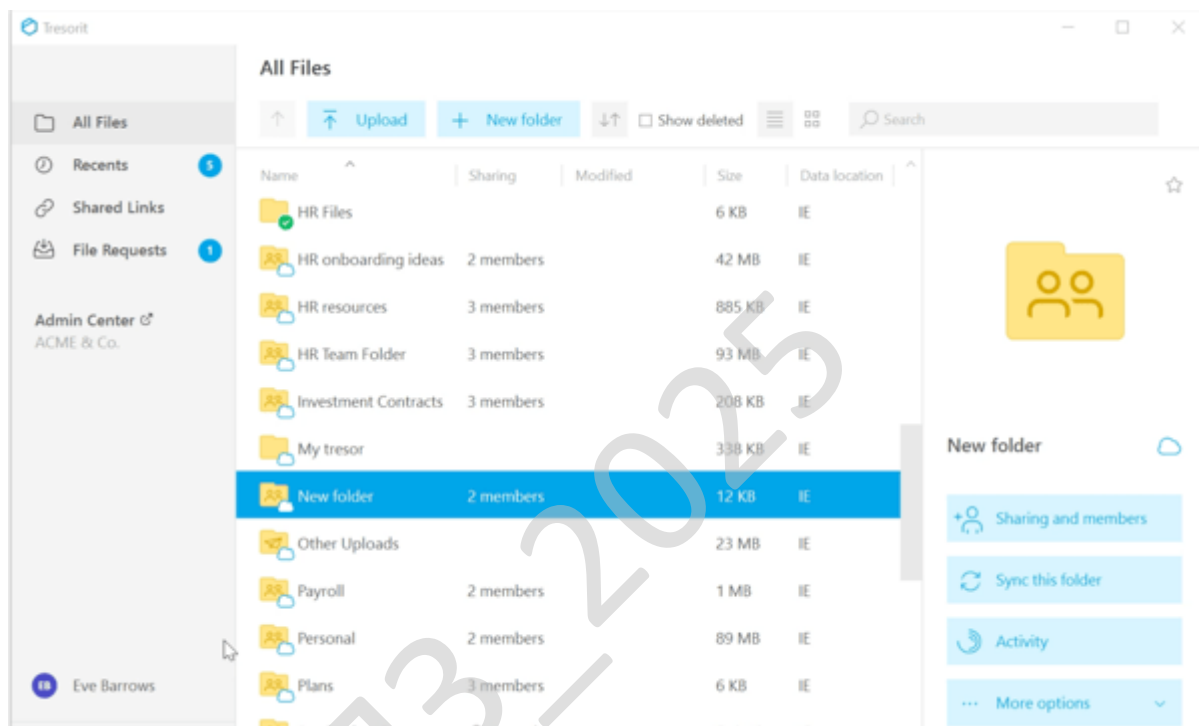 Tresorit
All Files
Upload
New folder
Show deleted
Search
All Files
Recents 5
Shared Links
File Requests 1
Admin Center
ACME & Co.
EB Eve Barrows
Name Sharing Modified Size Data location
HR Files 6 KB IE
HR onboarding ideas 2 members 42 MB IE
HR resources 3 members 885 KB IE
HR Team Folder 3 members 93 MB IE
Investment Contracts 3 members 208 KB IE
My tresor 338 KB IE
New folder 2 members 12 KB IE
Other Uploads 23 MB IE
Payroll 2 members 1 MB IE
Personal 2 members 89 MB IE
Plans 3 members 6 KB IE
New folder
Sharing and members
Sync this folder
Activity
More options